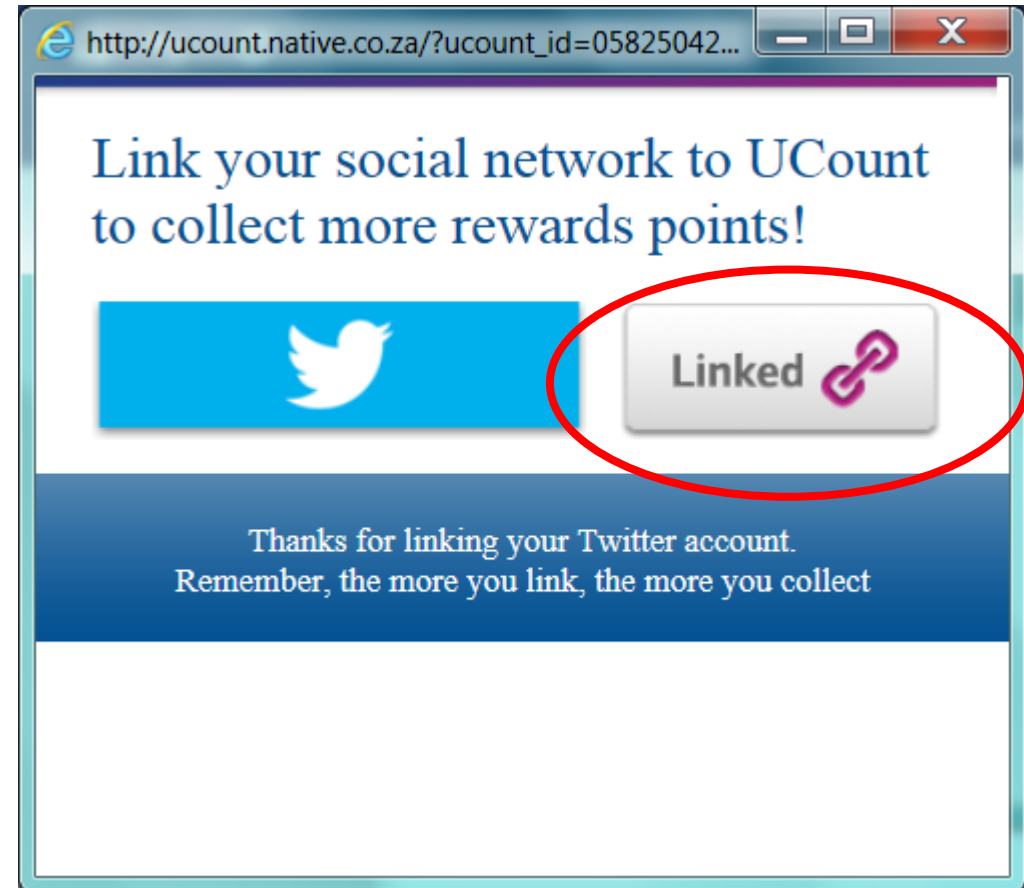 http://ucount.native.co.za/?ucount_id=05825042...
Link your social network to UCount
to collect more rewards points!
Linked
Thanks for linking your Twitter account.
Remember, the more you link, the more you collect